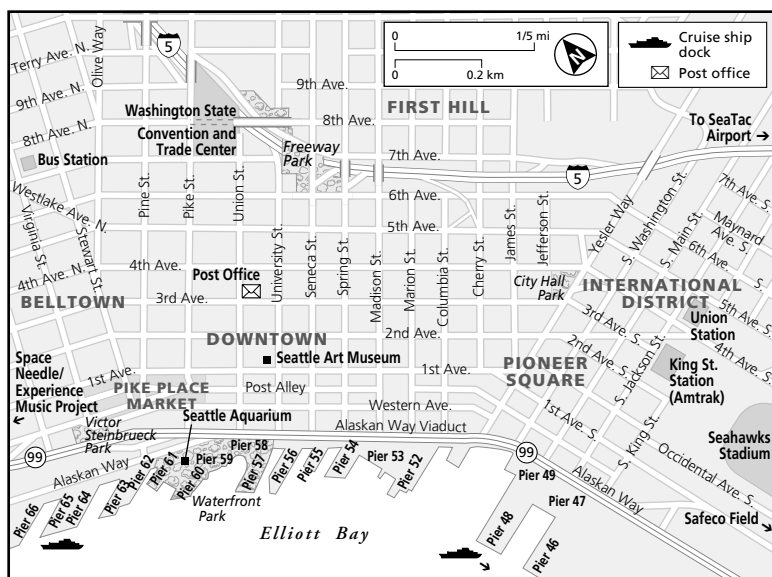 Terry Ave. N.
Olive Way
5
0
1/5 mi
0
0.2 km
N
Cruise ship
dock
Post office
9th Ave. N.
8th Ave. N.
Washington State
Convention and
Trade Center
9th Ave.
FIRST HILL
8th Ave.
Freeway
Park
7th Ave.
To SeaTac
Airport
5
Bus Station
Westlake Ave. N.
Virginia St.
Stewart St.
Pine St.
Pike St.
Union St.
6th Ave.
5th Ave.
University St.
Seneca St.
Spring St.
Madison St.
Marion St.
Columbia St.
Cherry St.
James St.
Jefferson St.
Yesler Way
S. Washington St.
S. Main St.
7th Ave. S.
Maynard
Ave. S.
6th Ave. S.
4th Ave. N.
4th Ave.
Post Office
3rd Ave.
BELLTOWN
City Hall
Park
INTERNATIONAL
DISTRICT
5th Ave. S.
Union
Station
4th Ave. S.
3rd Ave. S.
2nd Ave. S.
2nd Ave.
DOWNTOWN
Seattle Art Museum
1st Ave.
1st Ave.
PIONEER
SQUARE
S. Jackson St.
King St.
Station
(Amtrak)
Space
Needle/
Experience
Music Project
PIKE PLACE
MARKET
Post Alley
Western Ave.
1st Ave. S.
S. King St.
Occidental Ave. S.
Seahawks
Stadium
Victor
Steinbrueck
Park
Seattle Aquarium
Alaskan Way Viaduct
99
99
Alaskan Way
Alaskan Way
Pier 66
Pier 65
Pier 64
Pier 63
Pier 62
Pier 61
Pier 60
Pier 59
Pier 58
Pier 57
Pier 56
Pier 55
Pier 54
Pier 53
Pier 52
Pier 49
Pier 48
Pier 47
Pier 46
Waterfront
Park
Elliott Bay
Safeco Field